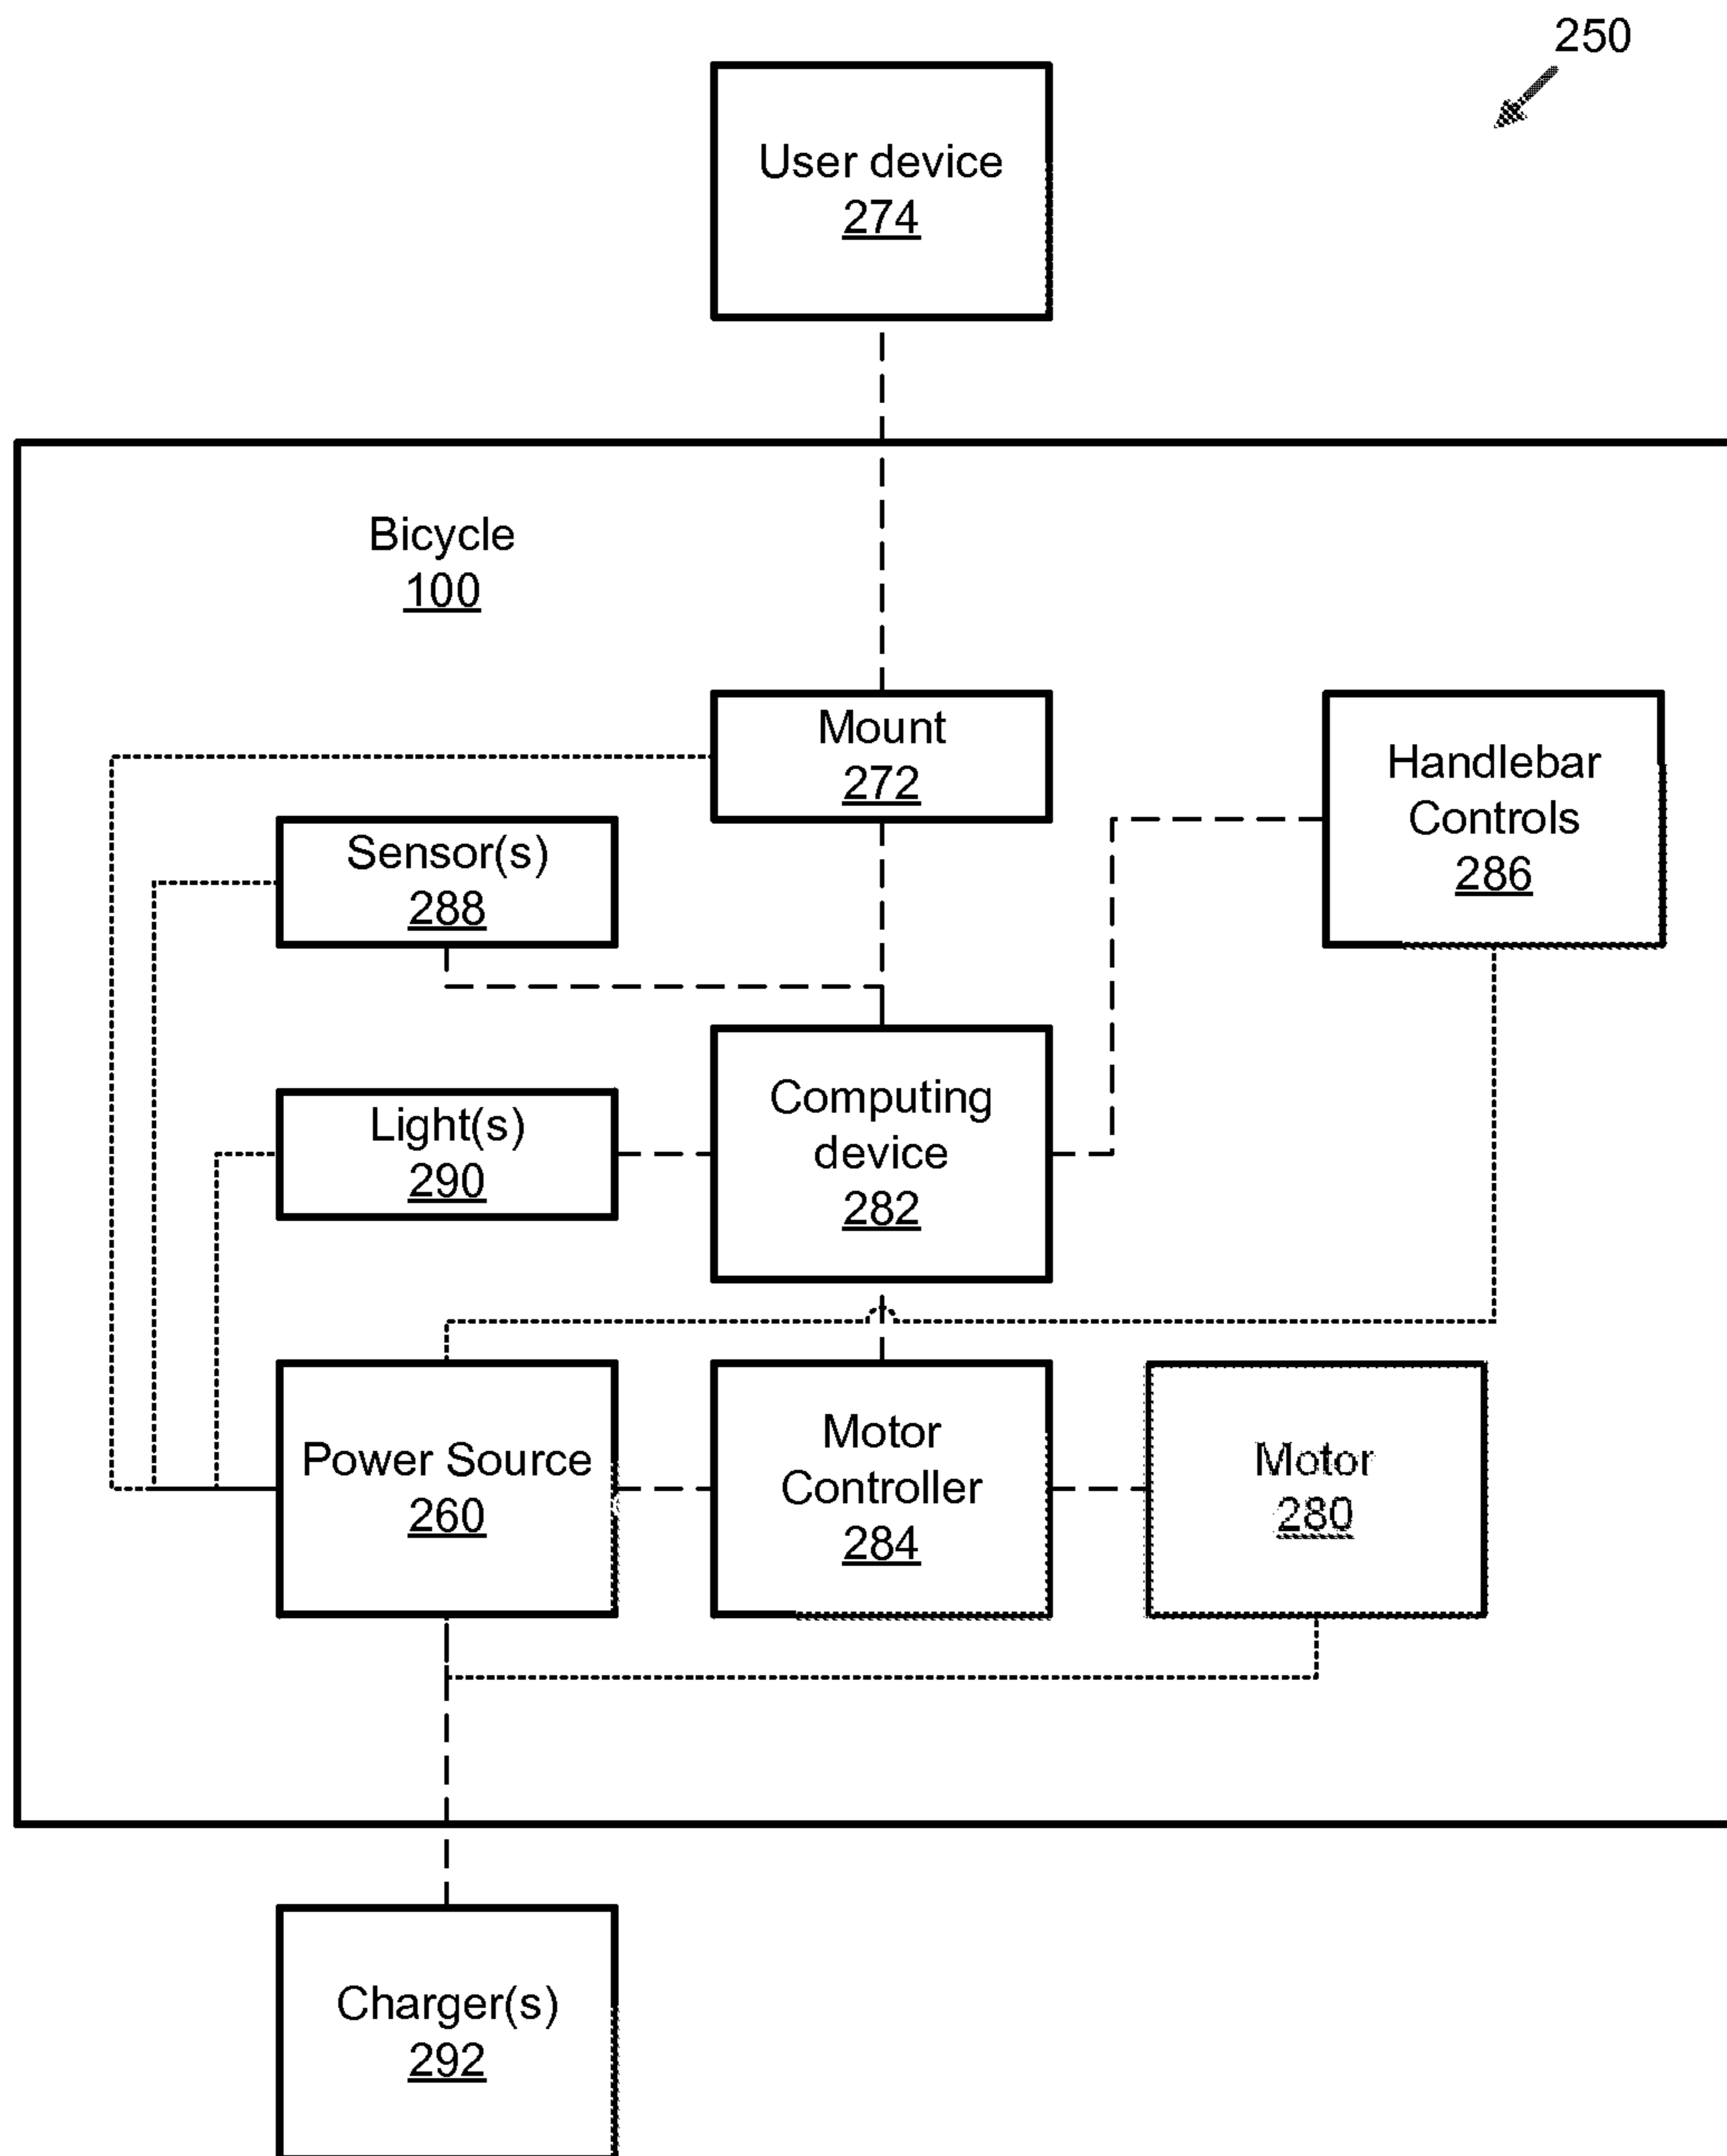 250
User device
274
Bicycle
100
Mount
272
Handlebar
Controls
286
Sensor(s)
288
Computing
device
282
Light(s)
290
Power Source
260
Motor
Controller
284
Motor
280
Charger(s)
292